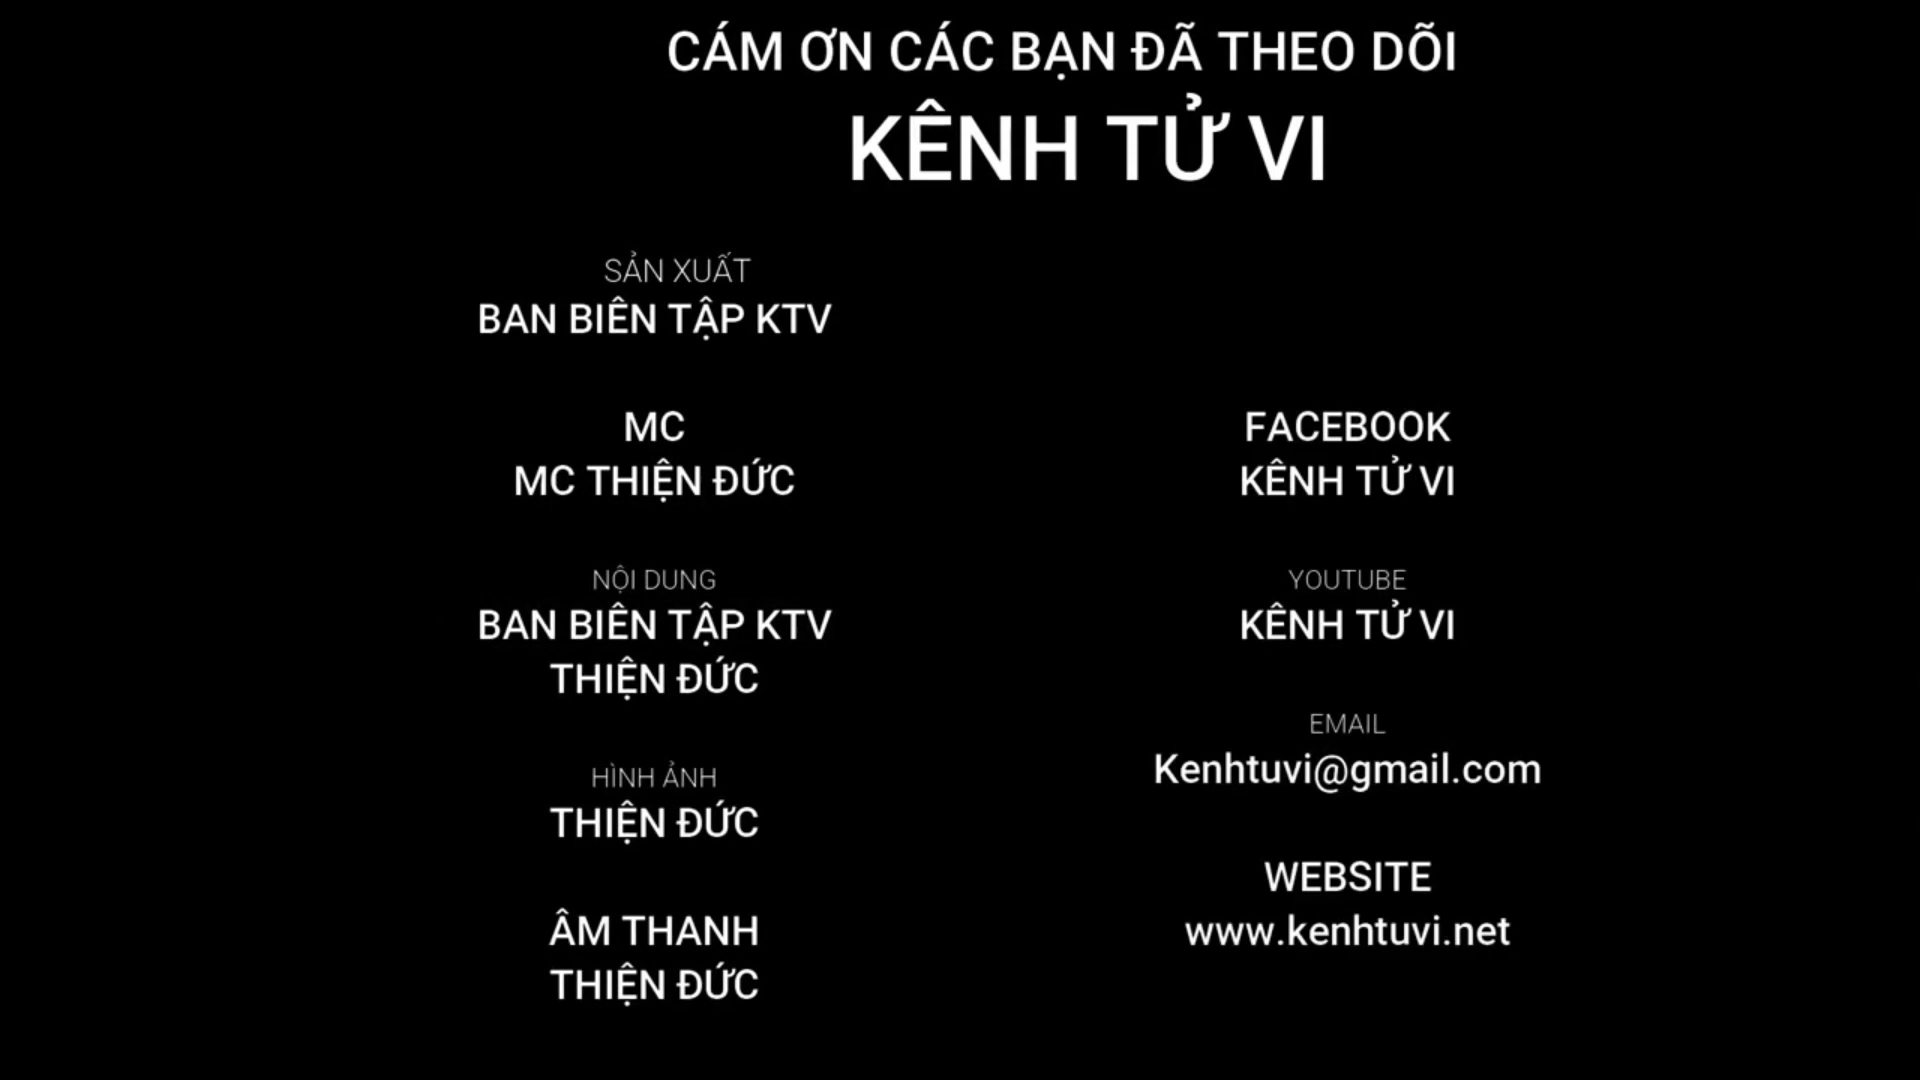 CÁM ƠN CÁC BẠN ĐÃ THEO DÕI
KÊNH TỬ VI
SẢN XUẤT
BAN BIÊN TẬP KTV
MC
MC THIỆN ĐỨC
NỘI DUNG
BAN BIÊN TẬP KTV
THIỆN ĐỨC
HÌNH ẢNH
THIỆN ĐỨC
ÂM THANH
THIỆN ĐỨC
FACEBOOK
KÊNH TỬ VI
YOUTUBE
KÊNH TỬ VI
EMAIL
Kenhtuvi@gmail.com
WEBSITE
www.kenhtuvi.net